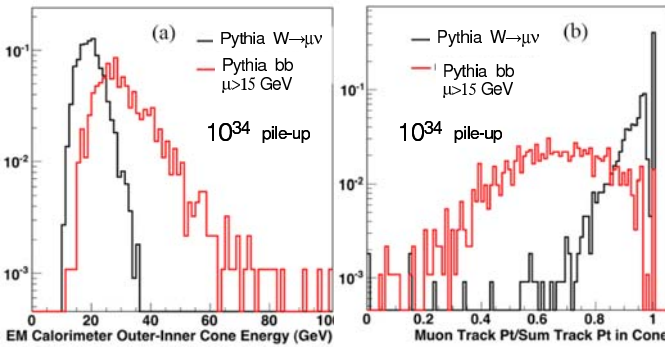 (a)
Pythia W→μν
Pythia bb
μ>15 GeV
10³⁴ pile-up
10⁻¹
10⁻²
10⁻³
0 20 40 60 80 100
EM Calorimeter Outer-Inner Cone Energy (GeV)
(b)
Pythia W→μν
Pythia bb
μ>15 GeV
10³⁴ pile-up
10⁻¹
10⁻²
10⁻³
0 0.2 0.4 0.6 0.8 1
Muon Track Pt/Sum Track Pt in Cone